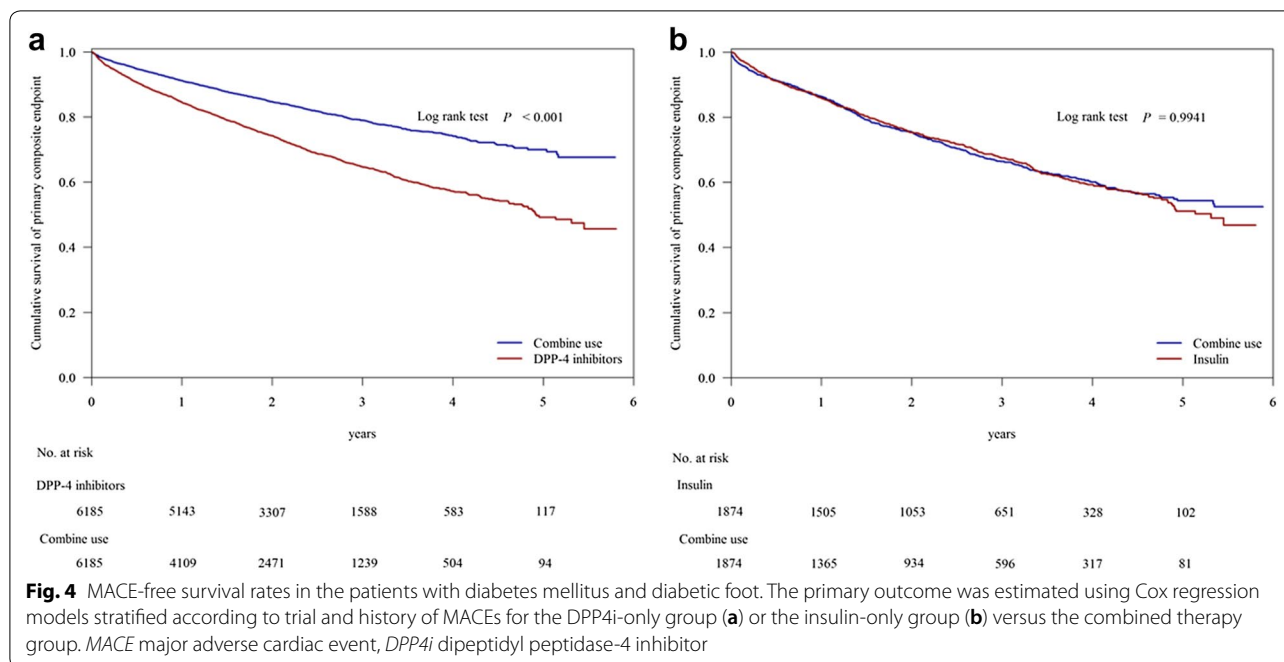 a
Cumulative survival of primary composite endpoint
1.0
0.8
0.6
0.4
0.2
0.0
Log rank test P < 0.001
Combine use
DPP-4 inhibitors
0 1 2 3 4 5 6
years
No. at risk
DPP-4 inhibitors
6185 5143 3307 1588 583 117
Combine use
6185 4109 2471 1239 504 94
b
Cumulative survival of primary composite endpoint
1.0
0.8
0.6
0.4
0.2
0.0
Log rank test P = 0.9941
Combine use
Insulin
0 1 2 3 4 5 6
years
No. at risk
Insulin
1874 1505 1053 651 328 102
Combine use
1874 1365 934 596 317 81
Fig. 4 MACE-free survival rates in the patients with diabetes mellitus and diabetic foot. The primary outcome was estimated using Cox regression
models stratified according to trial and history of MACEs for the DPP4i-only group (a) or the insulin-only group (b) versus the combined therapy
group. MACE major adverse cardiac event, DPP4i dipeptidyl peptidase-4 inhibitor